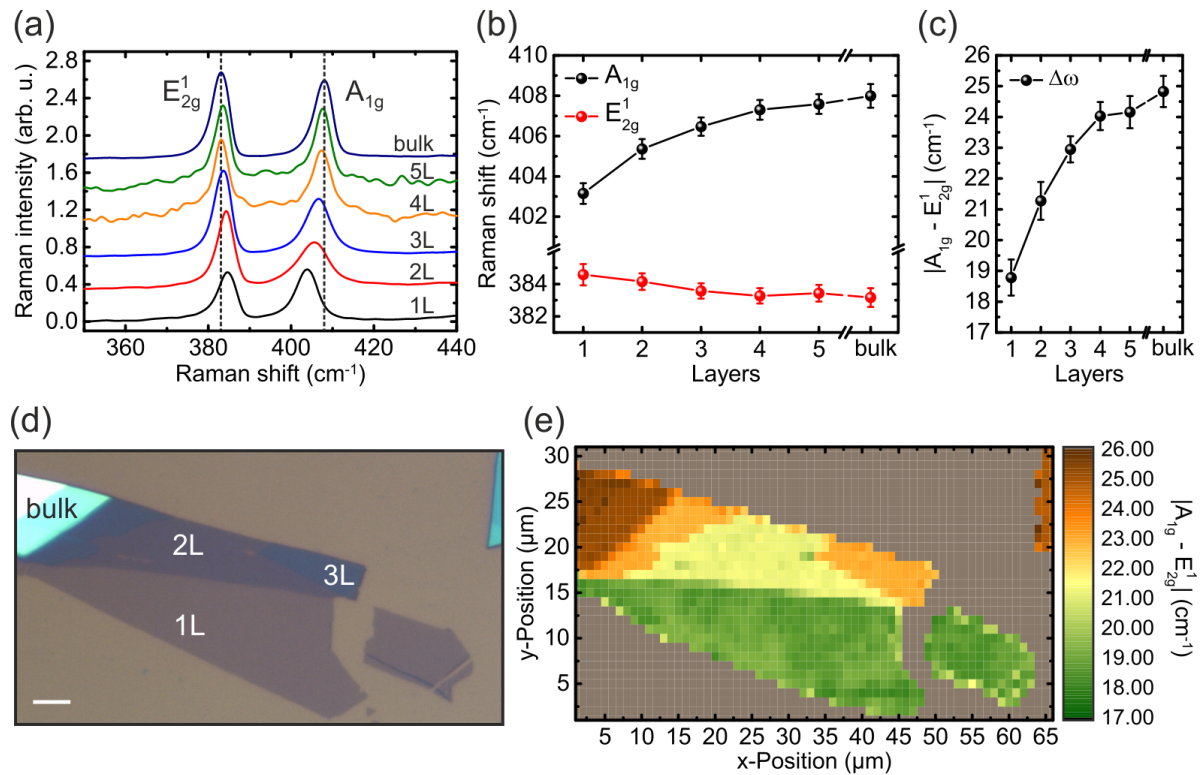 (a)
Raman intensity (arb. u.)
2.8
2.4
2.0
1.6
1.2
0.8
0.4
0.0
E¹2g
A1g
bulk
5L
4L
3L
2L
1L
360 380 400 420 440
Raman shift (cm⁻¹)
(b)
Raman shift (cm⁻¹)
410
408
406
404
402
384
382
A1g
E¹2g
1 2 3 4 5 bulk
Layers
(c)
|A1g - E¹2g| (cm⁻¹)
26
25
24
23
22
21
20
19
18
17
Δω
1 2 3 4 5 bulk
Layers
(d)
bulk
2L
3L
1L
(e)
y-Position (µm)
30
25
20
15
10
5
5 10 15 20 25 30 35 40 45 50 55 60 65
x-Position (µm)
26.00
25.00
24.00
23.00
22.00
21.00
20.00
19.00
18.00
17.00
|A1g - E¹2g| (cm⁻¹)